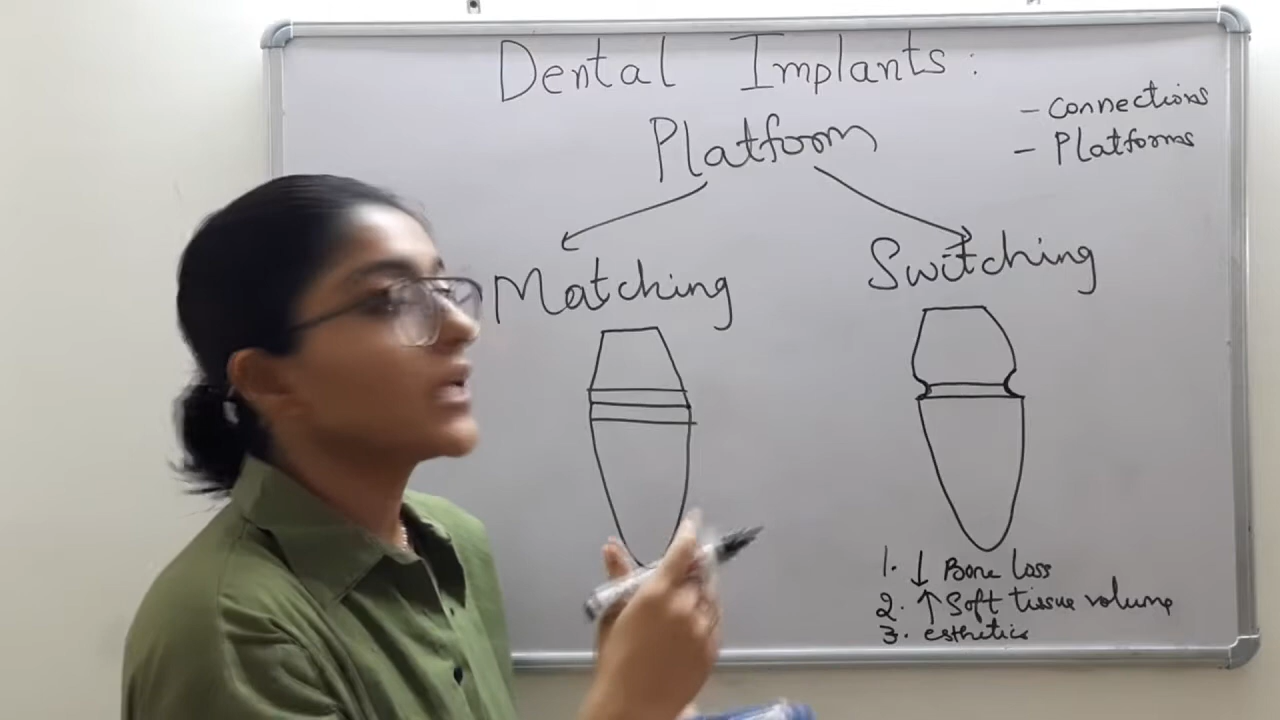 Dental Implants:
Platform
- Connections
- Platforms
Matching
Switching
1. ↓ Bone loss
2. ↑ Soft tissue volume
3. esthetics